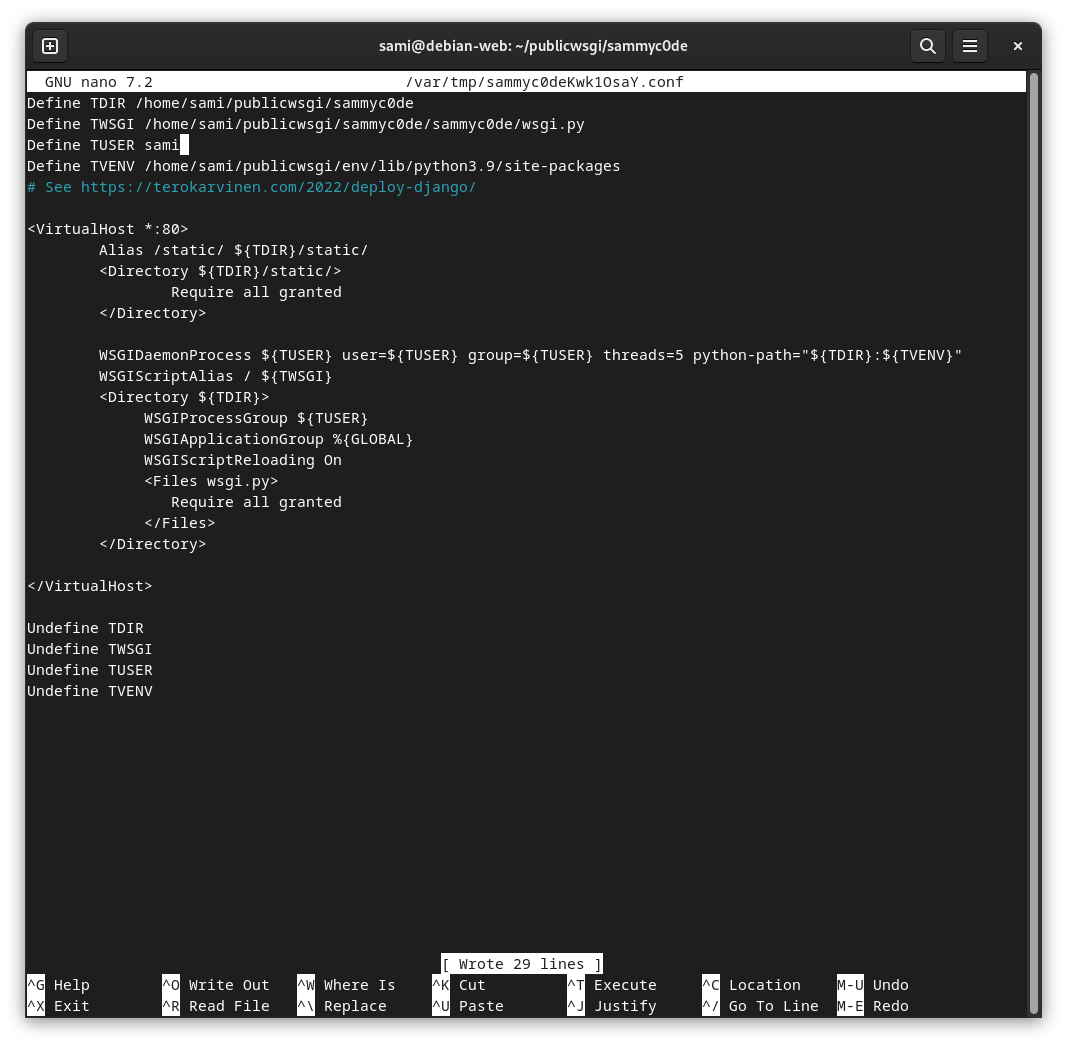 sami@debian-web: ~/publicwsgi/sammyc0de
GNU nano 7.2 /var/tmp/sammyc0deKwk1OsaY.conf
Define TDIR /home/sami/publicwsgi/sammyc0de
Define TWSGI /home/sami/publicwsgi/sammyc0de/sammyc0de/wsgi.py
Define TUSER sami
Define TVENV /home/sami/publicwsgi/env/lib/python3.9/site-packages
# See https://terokarvinen.com/2022/deploy-django/
<VirtualHost *:80>
Alias /static/ ${TDIR}/static/
<Directory ${TDIR}/static/>
Require all granted
</Directory>
WSGIDaemonProcess ${TUSER} user=${TUSER} group=${TUSER} threads=5 python-path="${TDIR}:${TVENV}"
WSGIScriptAlias / ${TWSGI}
<Directory ${TDIR}>
WSGIProcessGroup ${TUSER}
WSGIApplicationGroup %{GLOBAL}
WSGIScriptReloading On
<Files wsgi.py>
Require all granted
</Files>
</Directory>
</VirtualHost>
Undefine TDIR
Undefine TWSGI
Undefine TUSER
Undefine TVENV
[ Wrote 29 lines ]
^G Help ^O Write Out ^W Where Is ^K Cut ^T Execute ^C Location M-U Undo
^X Exit ^R Read File ^\ Replace ^U Paste ^J Justify ^/ Go To Line M-E Redo